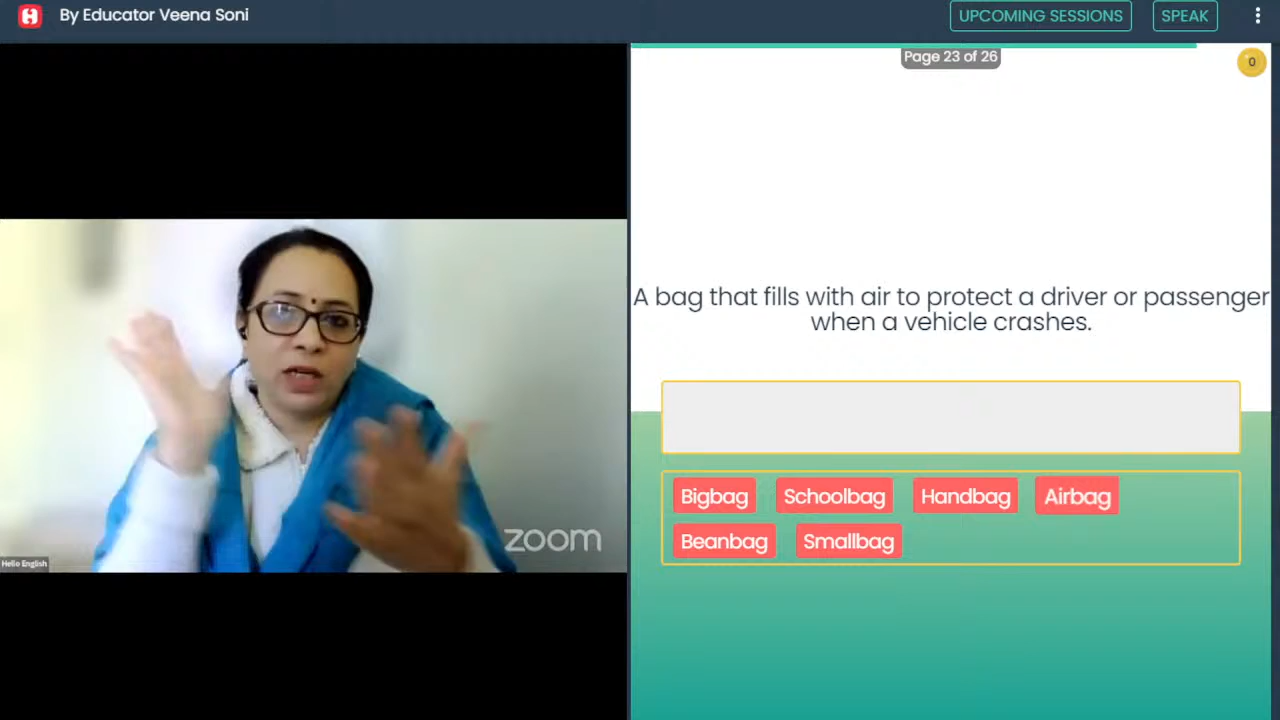 By Educator Veena Soni
UPCOMING SESSIONS
SPEAK
Page 23 of 26
0
A bag that fills with air to protect a driver or passenger
when a vehicle crashes.
Bigbag Schoolbag Handbag Airbag
Beanbag Smallbag
zoom
Hello English